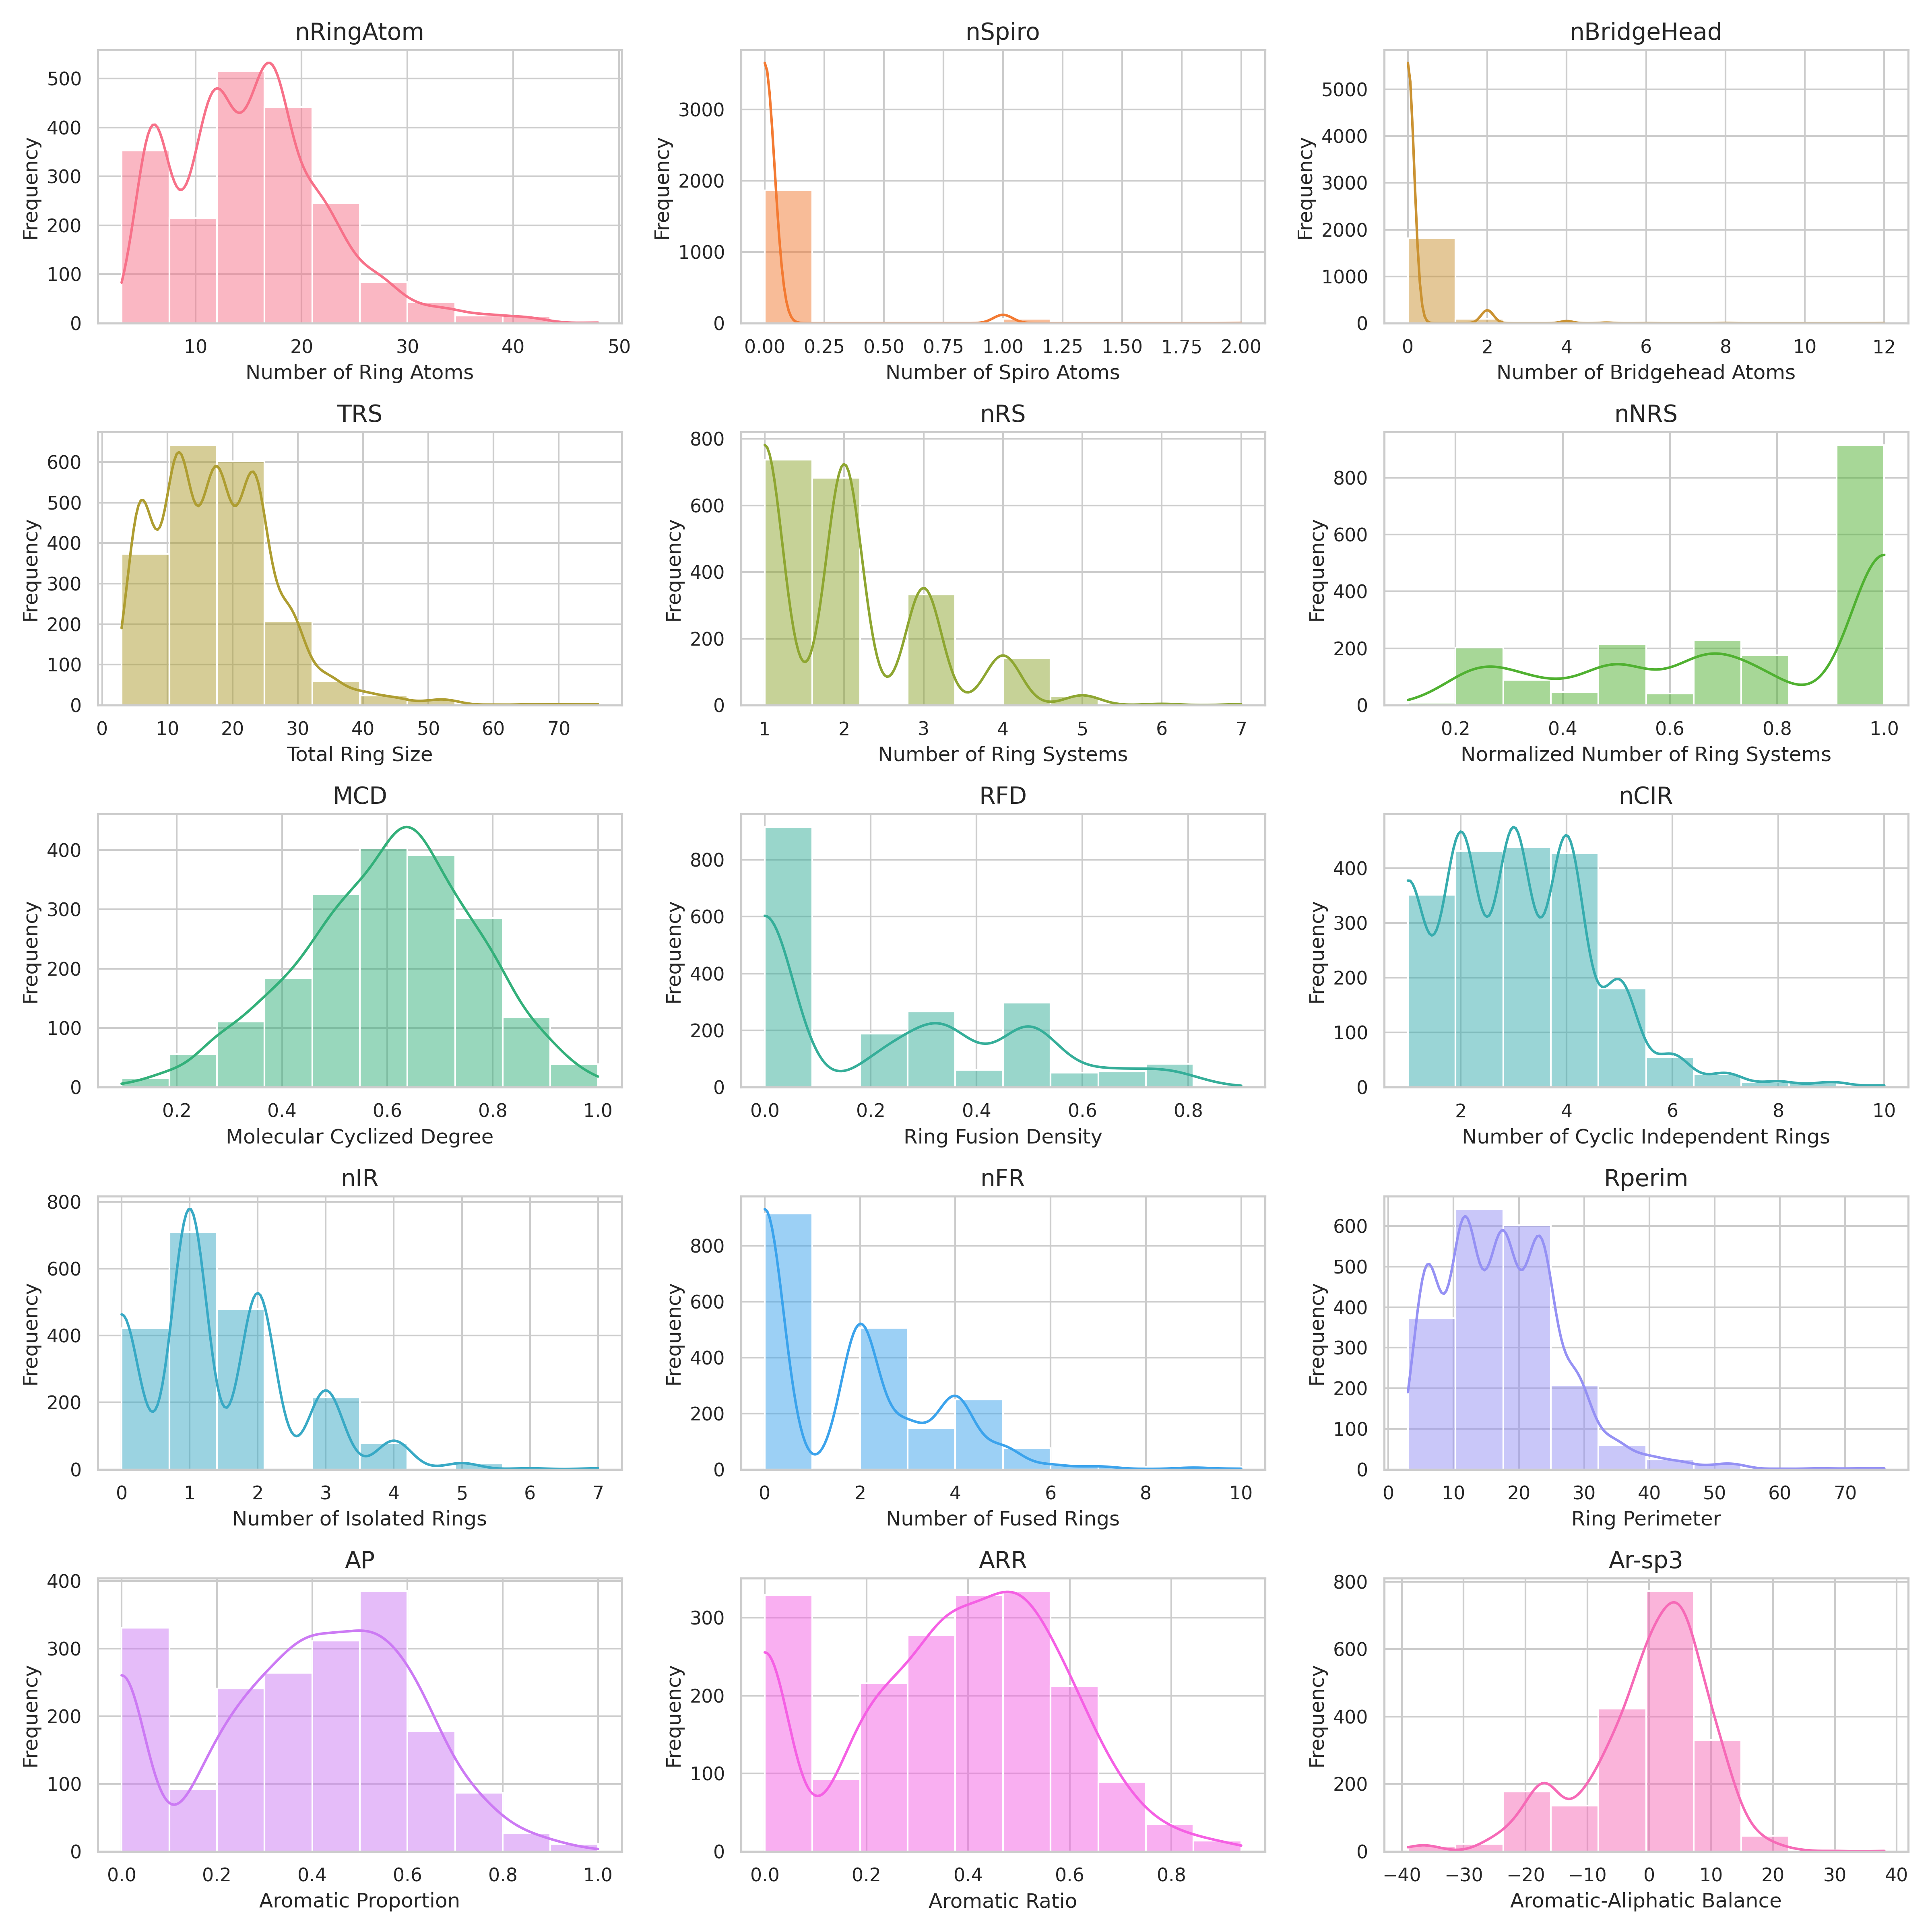 nRingAtom
Frequency
500
400
300
200
100
0
10 20 30 40 50
Number of Ring Atoms
nSpiro
Frequency
3000
2000
1000
0
0.00 0.25 0.50 0.75 1.00 1.25 1.50 1.75 2.00
Number of Spiro Atoms
nBridgeHead
Frequency
5000
4000
3000
2000
1000
0
0 2 4 6 8 10 12
Number of Bridgehead Atoms
TRS
Frequency
600
500
400
300
200
100
0
0 10 20 30 40 50 60 70
Total Ring Size
nRS
Frequency
800
600
400
200
0
1 2 3 4 5 6 7
Number of Ring Systems
nNRS
Frequency
800
600
400
200
0
0.2 0.4 0.6 0.8 1.0
Normalized Number of Ring Systems
MCD
Frequency
400
300
200
100
0
0.2 0.4 0.6 0.8 1.0
Molecular Cyclized Degree
RFD
Frequency
800
600
400
200
0
0.0 0.2 0.4 0.6 0.8
Ring Fusion Density
nCIR
Frequency
400
300
200
100
0
2 4 6 8 10
Number of Cyclic Independent Rings
nIR
Frequency
800
600
400
200
0
0 1 2 3 4 5 6 7
Number of Isolated Rings
nFR
Frequency
800
600
400
200
0
0 2 4 6 8 10
Number of Fused Rings
Rperim
Frequency
600
500
400
300
200
100
0
0 10 20 30 40 50 60 70
Ring Perimeter
AP
Frequency
400
300
200
100
0
0.0 0.2 0.4 0.6 0.8 1.0
Aromatic Proportion
ARR
Frequency
300
200
100
0
0.0 0.2 0.4 0.6 0.8
Aromatic Ratio
Ar-sp3
Frequency
800
600
400
200
0
−40 −30 −20 −10 0 10 20 30 40
Aromatic-Aliphatic Balance